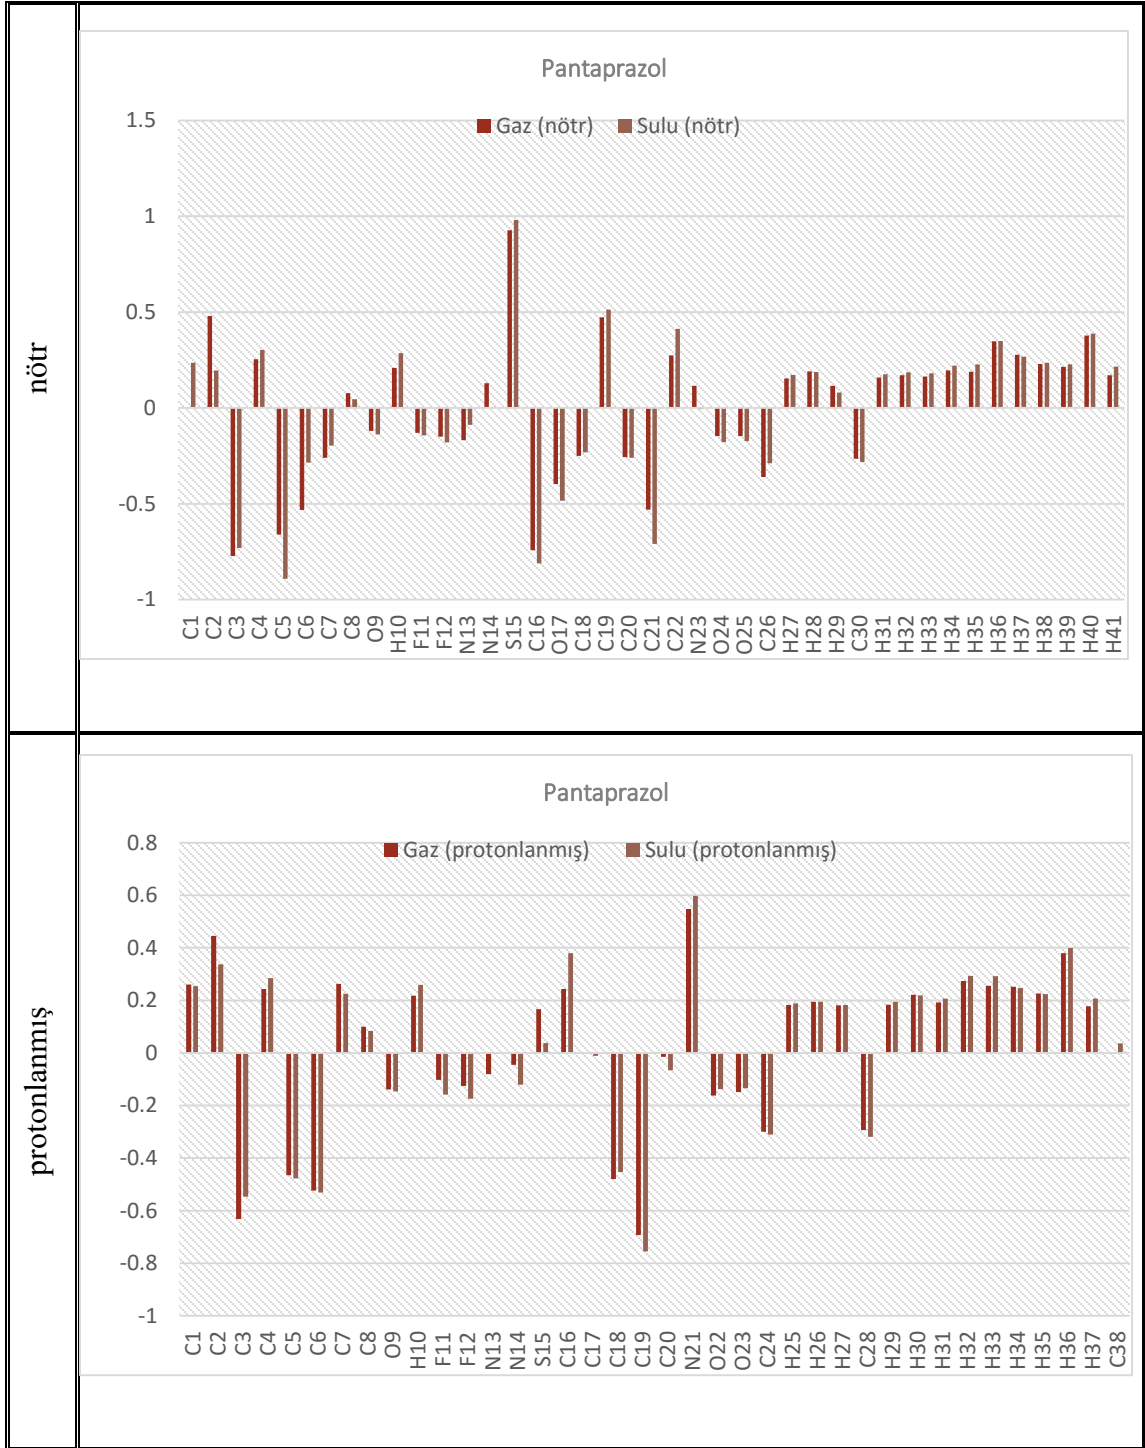 nötr
Pantaprazol
Gaz (nötr) Sulu (nötr)
1.5
1
0.5
0
-0.5
-1
C1 C2 C3 C4 C5 C6 C7 C8 O9 H10 F11 F12 N13 N14 S15 C16 O17 C18 C19 C20 C21 C22 N23 O24 O25 C26 H27 H28 H29 C30 H31 H32 H33 H34 H35 H36 H37 H38 H39 H40 H41
protonlanmış
Pantaprazol
Gaz (protonlanmış) Sulu (protonlanmış)
0.8
0.6
0.4
0.2
0
-0.2
-0.4
-0.6
-0.8
-1
C1 C2 C3 C4 C5 C6 C7 C8 O9 H10 F11 F12 N13 N14 S15 C16 C17 C18 C19 C20 N21 O22 O23 C24 H25 H26 H27 C28 H29 H30 H31 H32 H33 H34 H35 H36 H37 C38